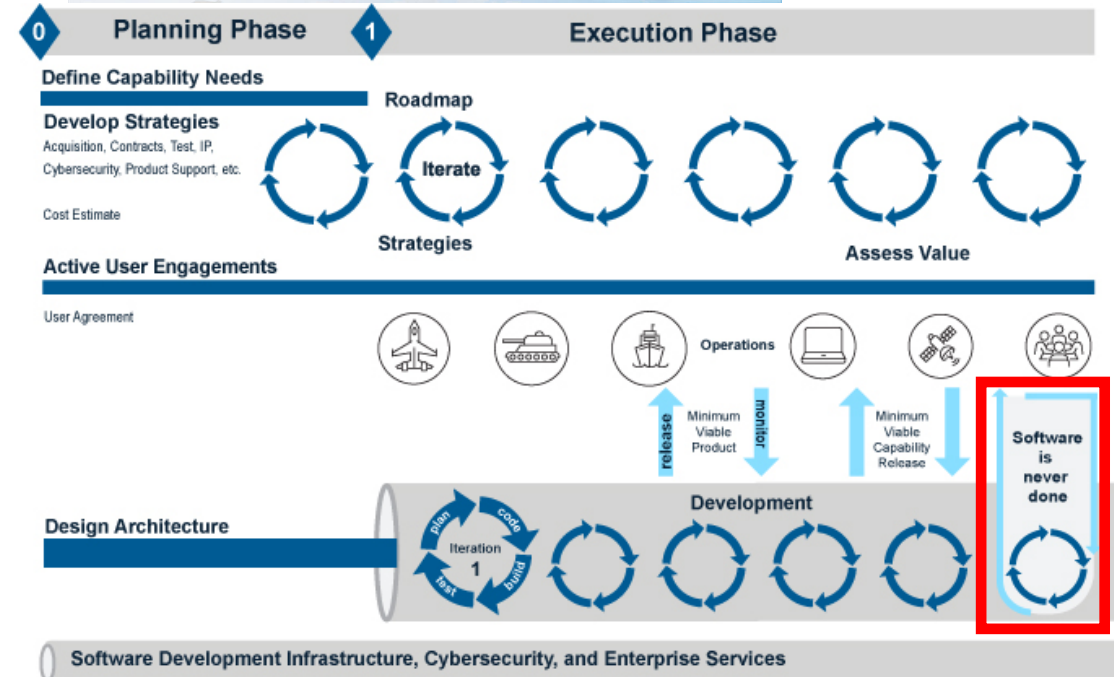 0
Planning Phase
1
Execution Phase
Define Capability Needs
Roadmap
Develop Strategies
Acquisition, Contracts, Test, IP,
Cybersecurity, Product Support, etc.
Iterate
Cost Estimate
Strategies
Assess Value
Active User Engagements
User Agreement
Operations
release
Minimum
Viable
Product
monitor
Minimum
Viable
Capability
Release
Software
is
never
done
Design Architecture
Development
plan
code
build
test
Iteration
1
Software Development Infrastructure, Cybersecurity, and Enterprise Services